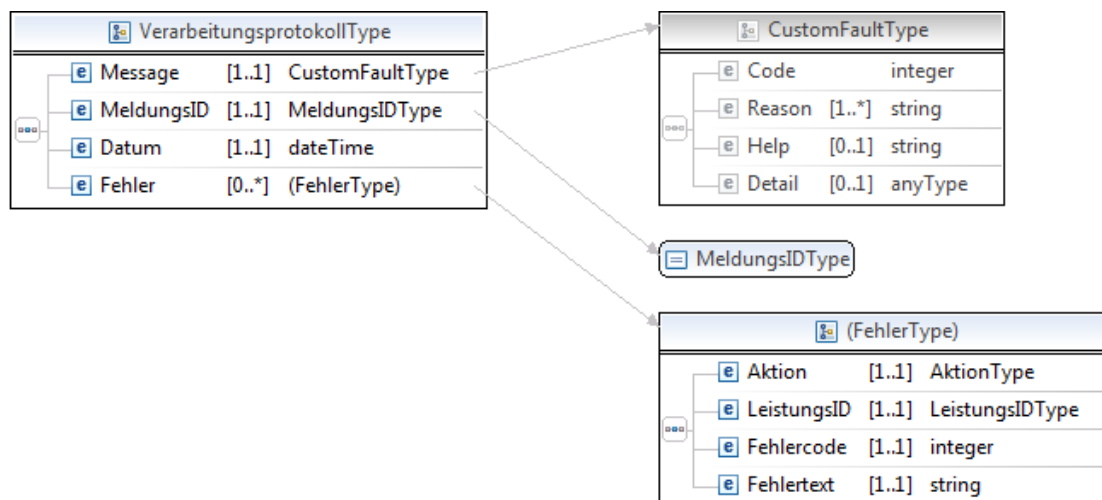 VerarbeitungsprotokollType
e Message [1..1] CustomFaultType
e MeldungsID [1..1] MeldungsIDType
e Datum [1..1] dateTime
e Fehler [0..*] (FehlerType)
CustomFaultType
e Code integer
e Reason [1..*] string
e Help [0..1] string
e Detail [0..1] anyType
MeldungsIDType
(FehlerType)
e Aktion [1..1] AktionType
e LeistungsID [1..1] LeistungsIDType
e Fehlercode [1..1] integer
e Fehlertext [1..1] string